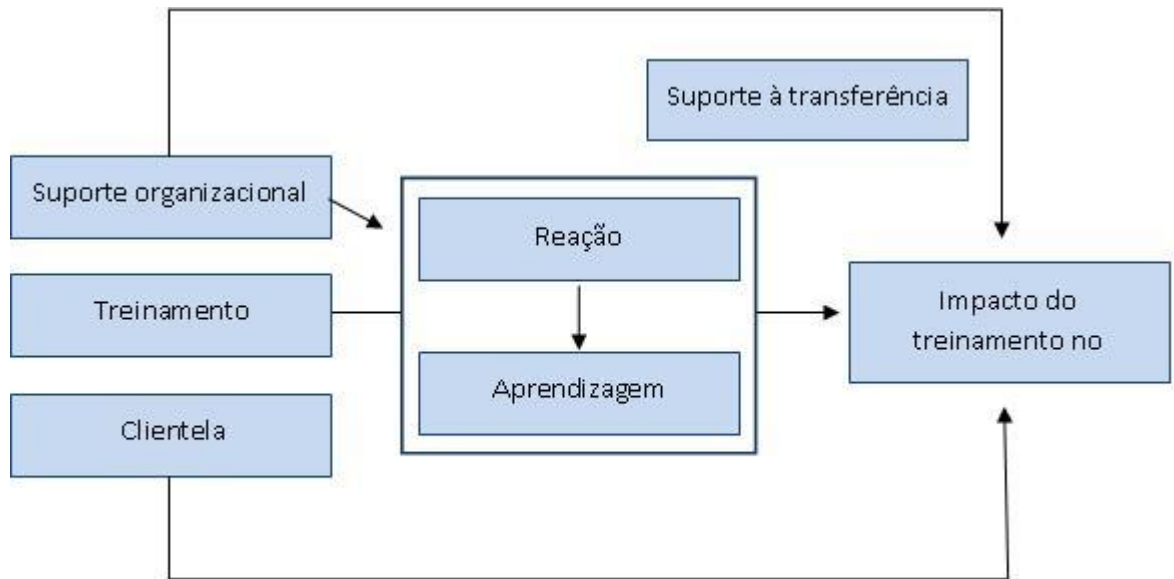 Suporte à transferência
Suporte organizacional
Reação
Treinamento
Impacto do
treinamento no
Aprendizagem
Clientela